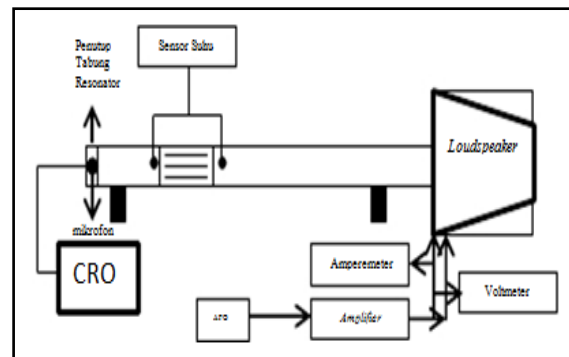 Penutup
Tabung
Resonator
Sensor Suhu
Loudspeaker
mikrofon
CRO
Amperemeter
Voltmeter
Amplifier